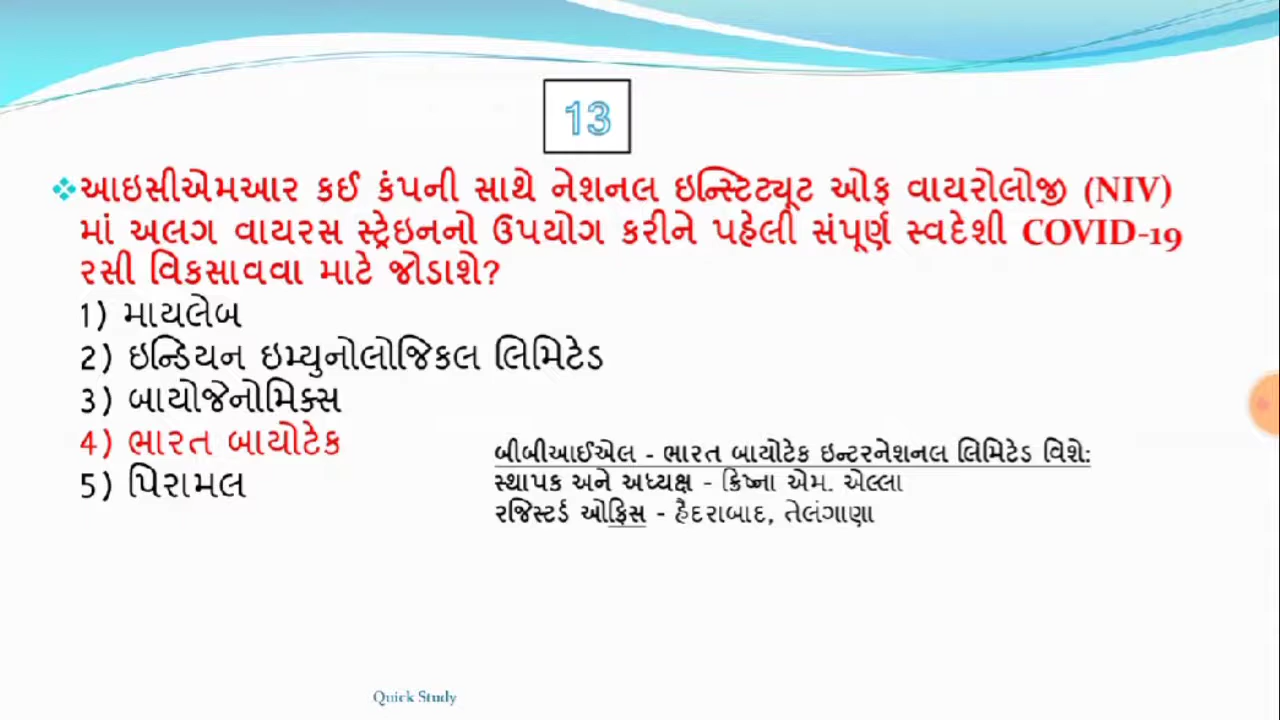 13
આઇસીએમઆર કઈ કંપની સાથે નેશનલ ઇન્સ્ટિટ્યૂટ ઓફ વાયરોલોજી (NIV)
માં અલગ વાયરસ સ્ટ્રેઇનનો ઉપયોગ કરીને પહેલી સંપૂર્ણ સ્વદેશી COVID-19
રસી વિકસાવવા માટે જોડાશે?
1) માયલેબ
2) ઇન્ડિયન ઇમ્યુનોલોજિકલ લિમિટેડ
3) બાયોજેનોમિક્સ
4) ભારત બાયોટેક
5) પિરામલ
બીબીઆઈએલ - ભારત બાયોટેક ઇન્ટરનેશનલ લિમિટેડ વિશે:
સ્થાપક અને અધ્યક્ષ - ક્રિષ્ના એમ. એલ્લા
રજિસ્ટર્ડ ઓફિસ - હૈદરાબાદ, તેલંગાણા
Quick Study